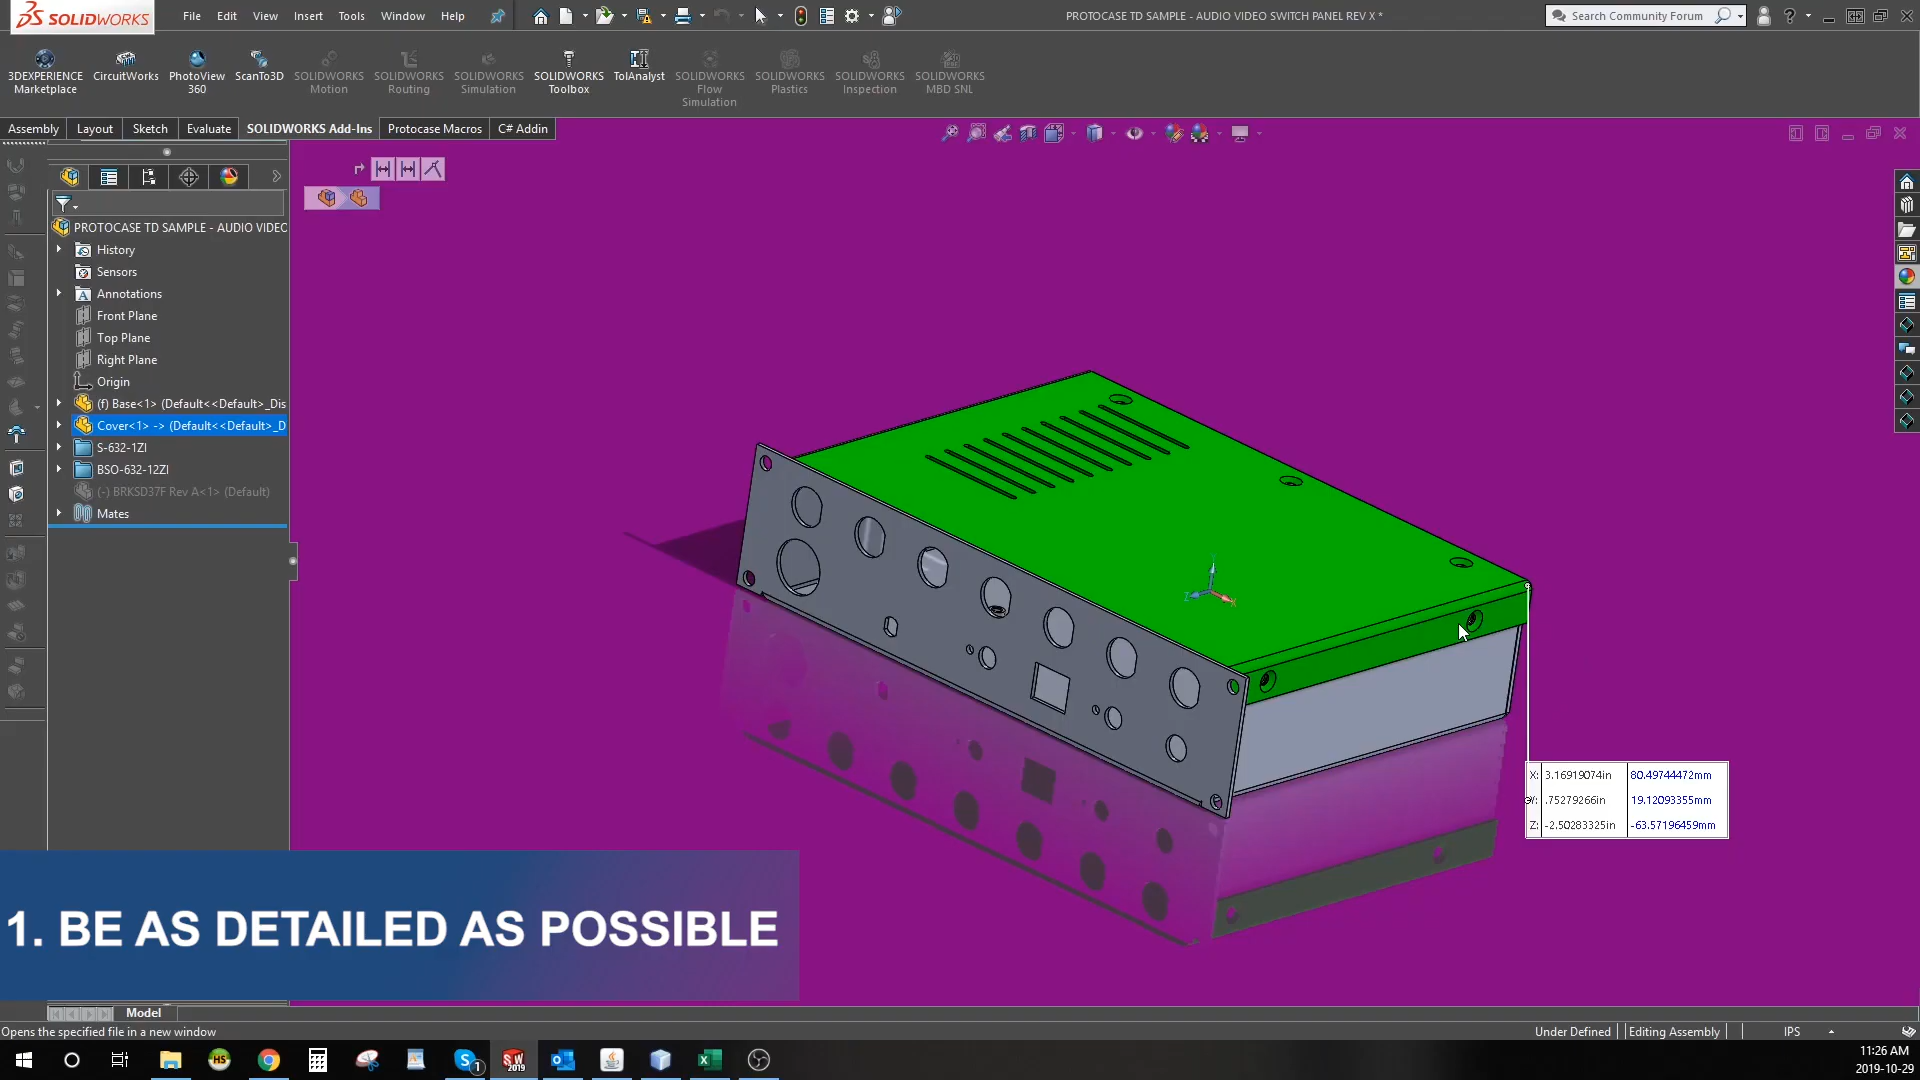 SOLIDWORKS
File Edit View Insert Tools Window Help
PROTOCASE TD SAMPLE - AUDIO VIDEO SWITCH PANEL REV X *
Search Community Forum
3DEXPERIENCE Marketplace
CircuitWorks
PhotoView 360
ScanTo3D
SOLIDWORKS Motion
SOLIDWORKS Routing
SOLIDWORKS Simulation
SOLIDWORKS Toolbox
TolAnalyst
SOLIDWORKS Flow Simulation
SOLIDWORKS Plastics
SOLIDWORKS Inspection
SOLIDWORKS MBD SNL
Assembly Layout Sketch Evaluate SOLIDWORKS Add-Ins Protocase Macros C# Addin
PROTOCASE TD SAMPLE - AUDIO VIDEO
History
Sensors
Annotations
Front Plane
Top Plane
Right Plane
Origin
(f) Base<1> (Default<<Default>_Dis
Cover<1> -> (Default<<Default>_D
S-632-1ZI
BSO-632-12ZI
(-) BRKSD37F Rev A<1> (Default)
Mates
Y
Z X
X: 3.16919074in 80.49744472mm
Y: .75279266in 19.12093355mm
Z: -2.50283325in -63.57196459mm
1. BE AS DETAILED AS POSSIBLE
Model
Opens the specified file in a new window
Under Defined Editing Assembly IPS
HS
S 1
SW 2019
11:26 AM
2019-10-29